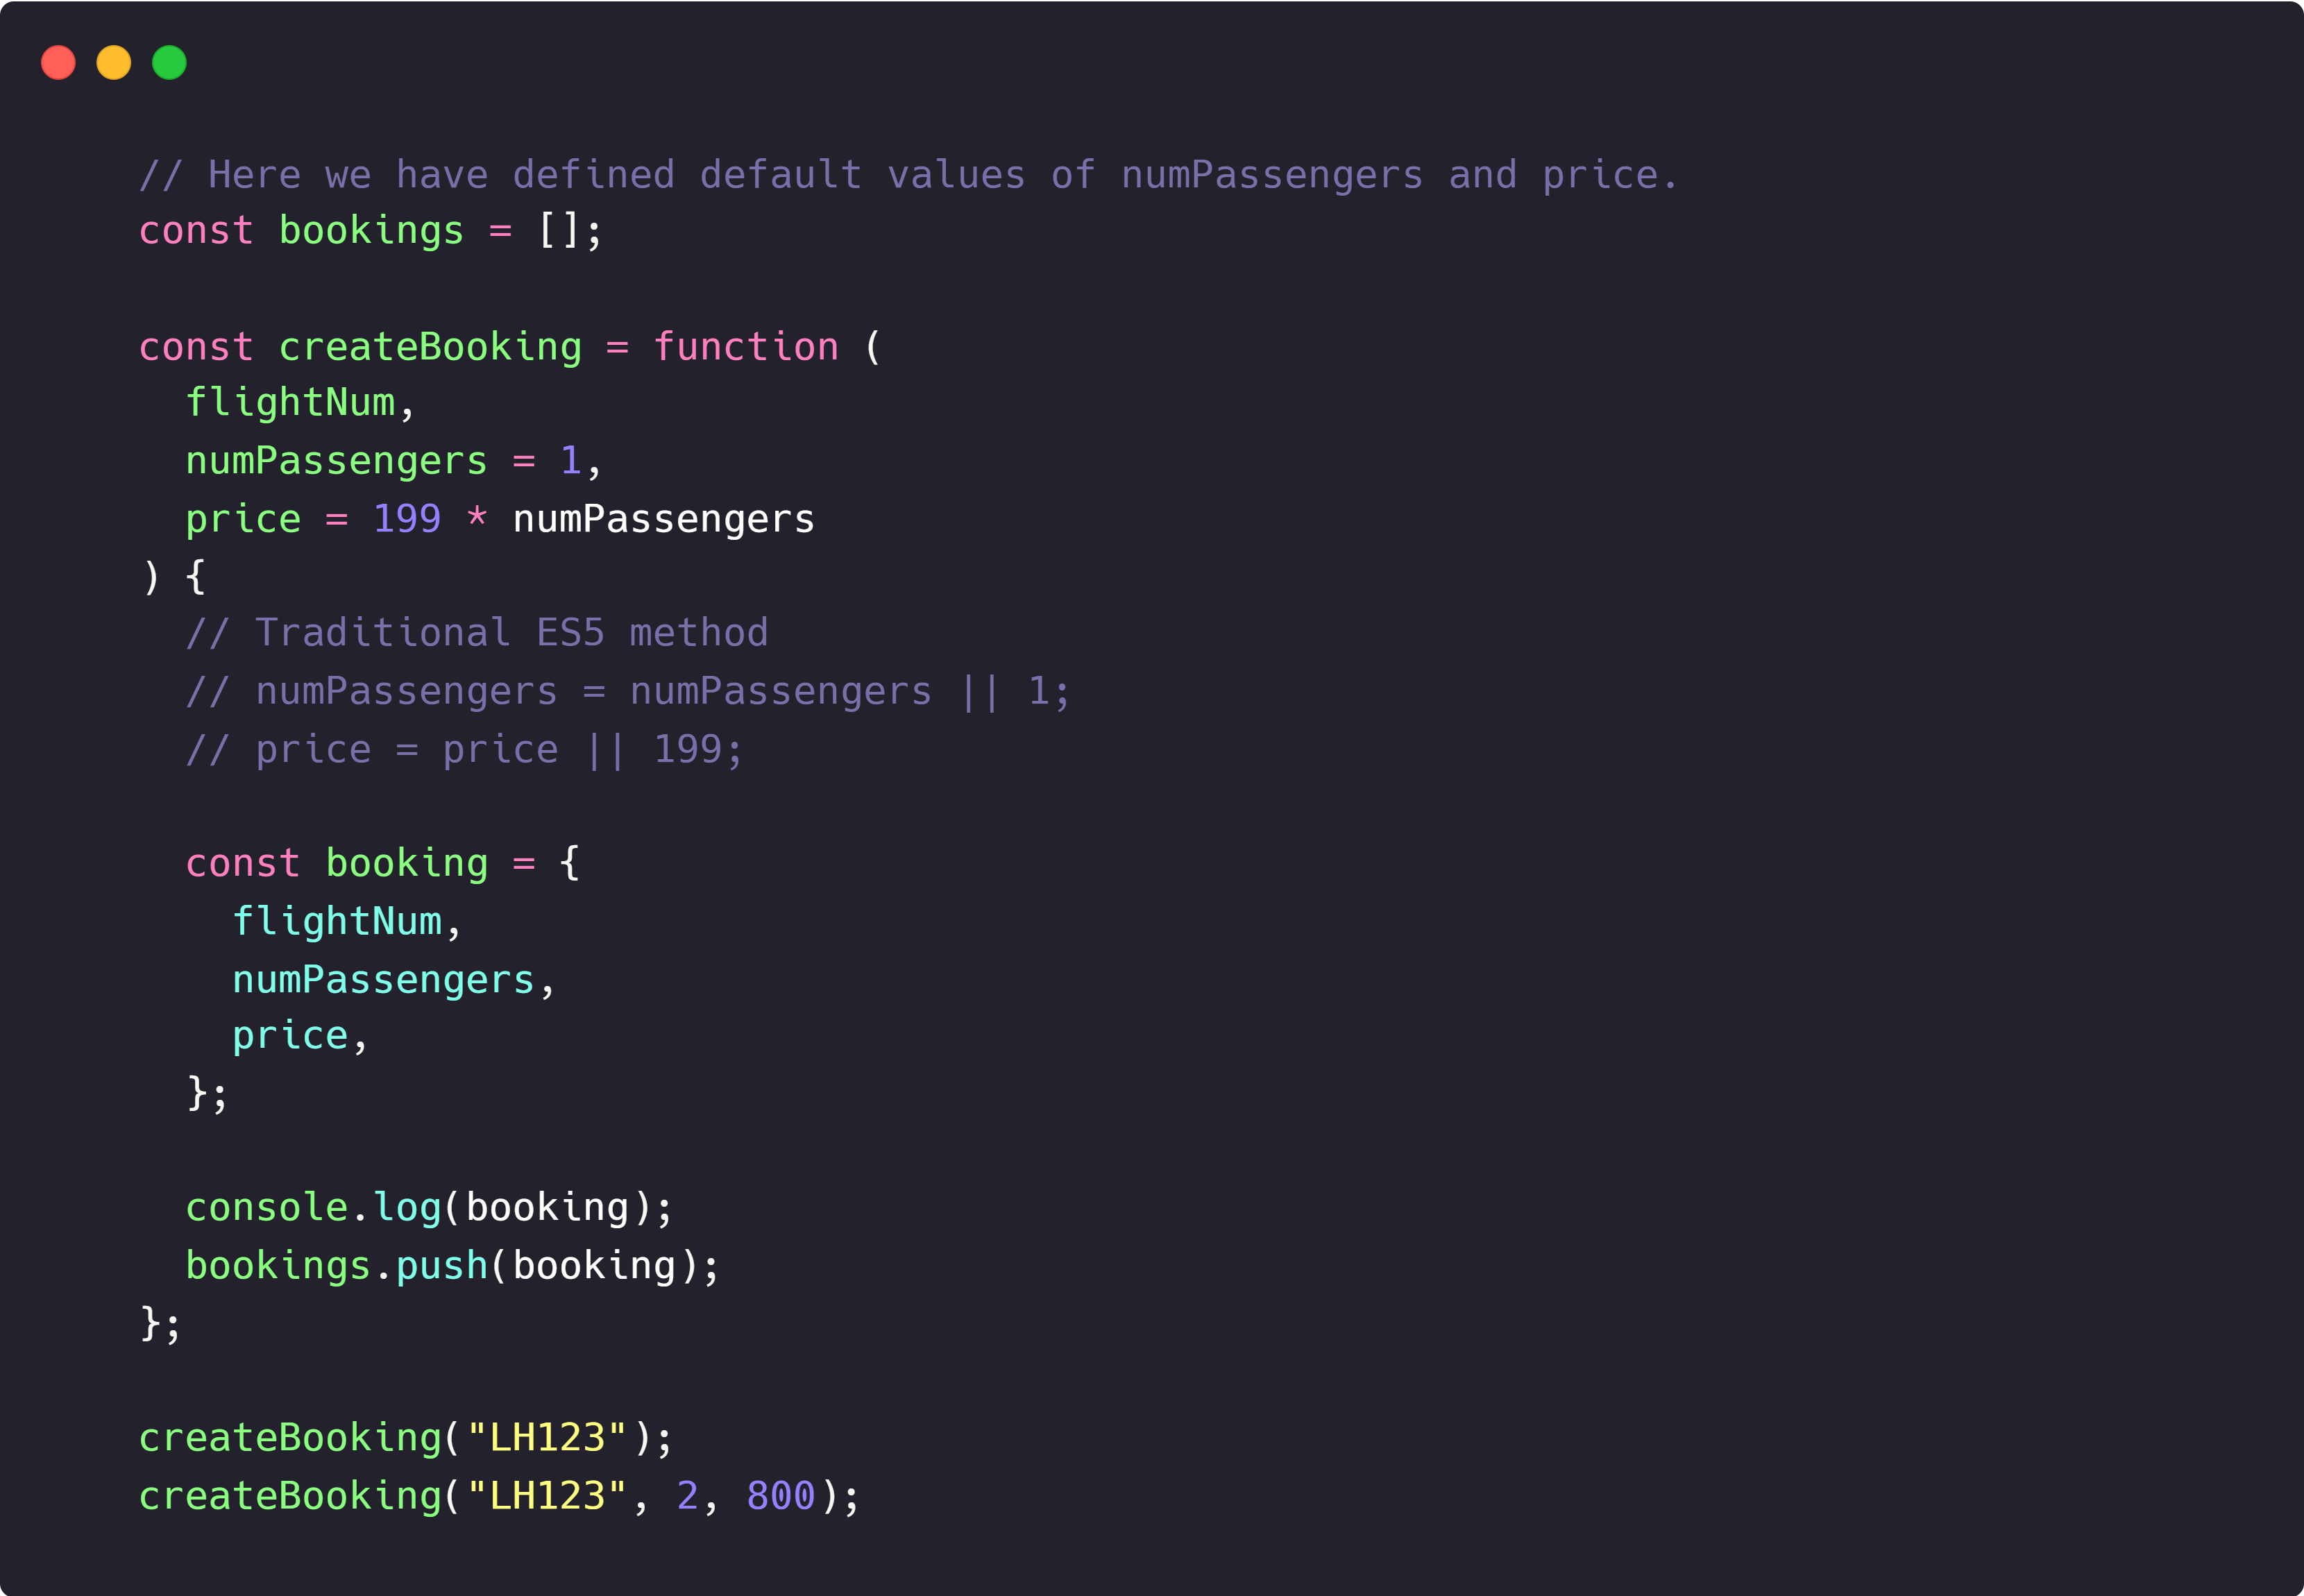 // Here we have defined default values of numPassengers and price.
const bookings = [];

const createBooking = function (
  flightNum,
  numPassengers = 1,
  price = 199 * numPassengers
) {
  // Traditional ES5 method
  // numPassengers = numPassengers || 1;
  // price = price || 199;

  const booking = {
    flightNum,
    numPassengers,
    price,
  };

  console.log(booking);
  bookings.push(booking);
};

createBooking("LH123");
createBooking("LH123", 2, 800);